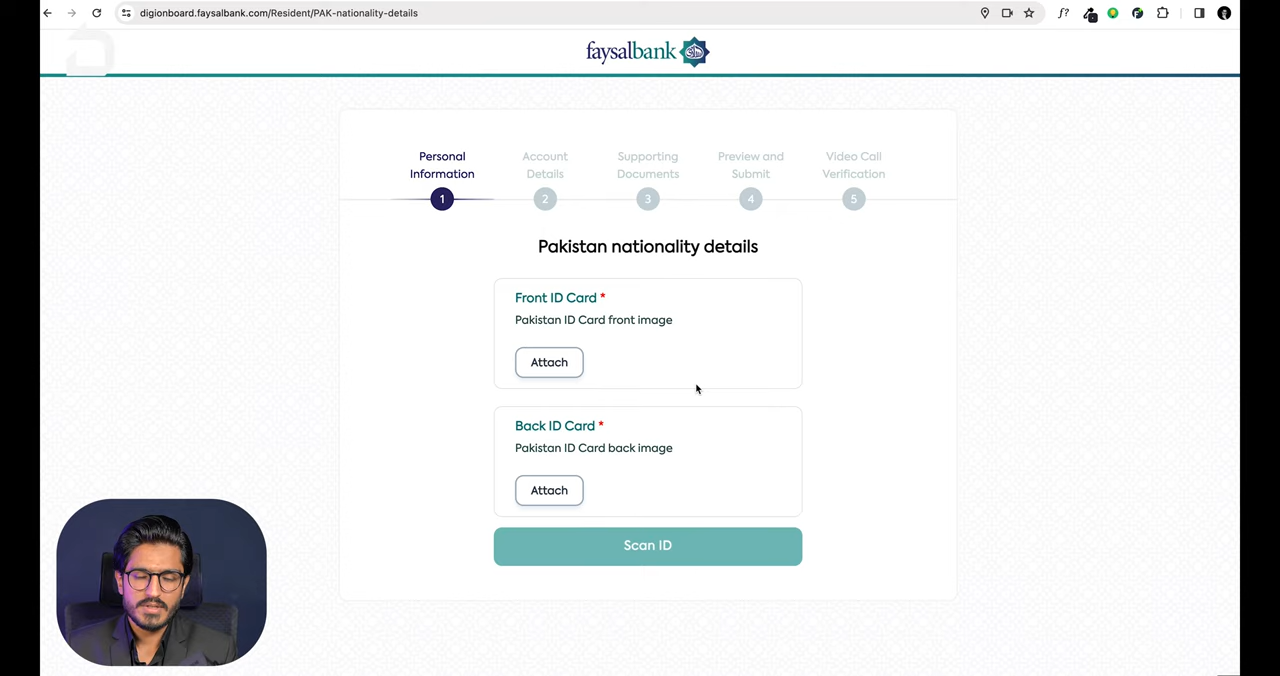 digionboard.faysalbank.com/Resident/PAK-nationality-details
f?
faysalbank
Personal Information
Account Details
Supporting Documents
Preview and Submit
Video Call Verification
1
2
3
4
5
Pakistan nationality details
Front ID Card *
Pakistan ID Card front image
Attach
Back ID Card *
Pakistan ID Card back image
Attach
Scan ID